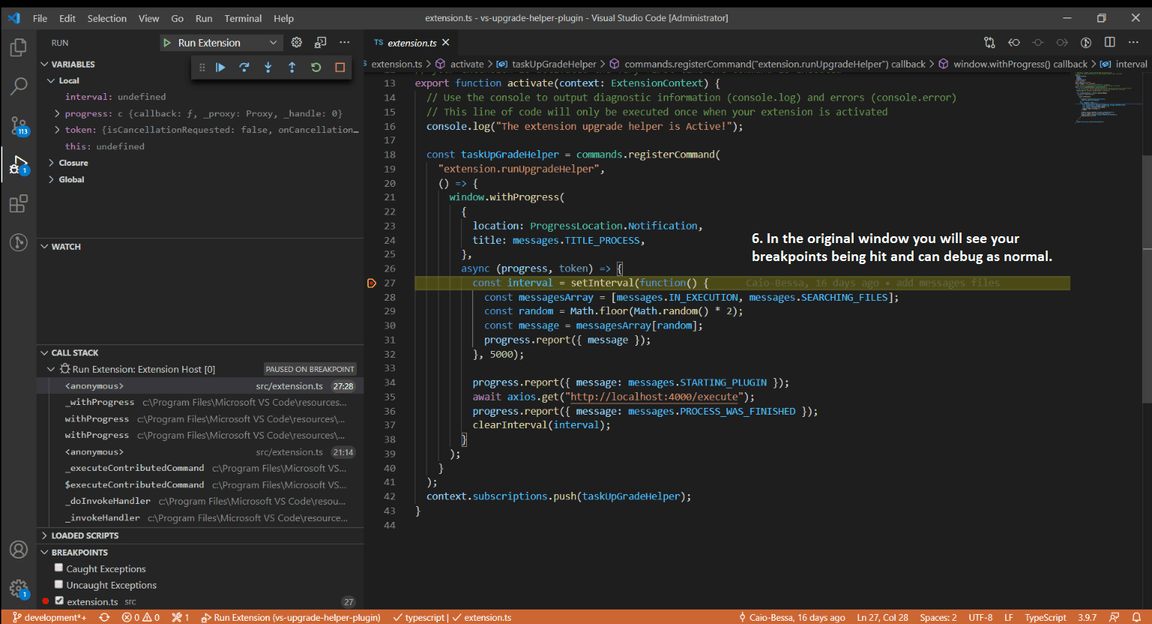 File Edit Selection View Go Run Terminal Help
extension.ts - vs-upgrade-helper-plugin - Visual Studio Code [Administrator]
RUN
Run Extension
VARIABLES
Local
interval: undefined
progress: c {callback: ƒ, _proxy: Proxy, _handle: 0}
token: {isCancellationRequested: false, onCancellation…
this: undefined
Closure
Global
WATCH
CALL STACK
Run Extension: Extension Host [0] PAUSED ON BREAKPOINT
<anonymous> src/extension.ts 27:28
_withProgress c:\Program Files\Microsoft VS Code\resources...
withProgress c:\Program Files\Microsoft VS Code\resources\...
withProgress c:\Program Files\Microsoft VS Code\resources\...
<anonymous> src/extension.ts 21:14
_executeContributedCommand c:\Program Files\Microsoft VS...
$executeContributedCommand c:\Program Files\Microsoft VS...
_doInvokeHandler c:\Program Files\Microsoft VS Code\resou...
_invokeHandler c:\Program Files\Microsoft VS Code\resource...
LOADED SCRIPTS
BREAKPOINTS
Caught Exceptions
Uncaught Exceptions
extension.ts src 27
113
1
1
TS extension.ts
extension.ts > activate > taskUpGradeHelper > commands.registerCommand("extension.runUpgradeHelper") callback > window.withProgress() callback > interval
13 export function activate(context: ExtensionContext) {
14 // Use the console to output diagnostic information (console.log) and errors (console.error)
15 // This line of code will only be executed once when your extension is activated
16 console.log("The extension upgrade helper is Active!");
17
18 const taskUpGradeHelper = commands.registerCommand(
19 "extension.runUpgradeHelper",
20 () => {
21 window.withProgress(
22 {
23 location: ProgressLocation.Notification,
24 title: messages.TITLE_PROCESS,
25 },
26 async (progress, token) => {
27 const interval = setInterval(function() { Caio-Bessa, 16 days ago • add messages files
28 const messagesArray = [messages.IN_EXECUTION, messages.SEARCHING_FILES];
29 const random = Math.floor(Math.random() * 2);
30 const message = messagesArray[random];
31 progress.report({ message });
32 }, 5000);
33
34 progress.report({ message: messages.STARTING_PLUGIN });
35 await axios.get("http://localhost:4000/execute");
36 progress.report({ message: messages.PROCESS_WAS_FINISHED });
37 clearInterval(interval);
38 }
39 );
40 }
41 );
42 context.subscriptions.push(taskUpGradeHelper);
43 }
44
6. In the original window you will see your
breakpoints being hit and can debug as normal.
development*+ 0 0 1 Run Extension (vs-upgrade-helper-plugin) typescript | extension.ts Caio-Bessa, 16 days ago Ln 27, Col 28 Spaces: 2 UTF-8 LF TypeScript 3.9.7